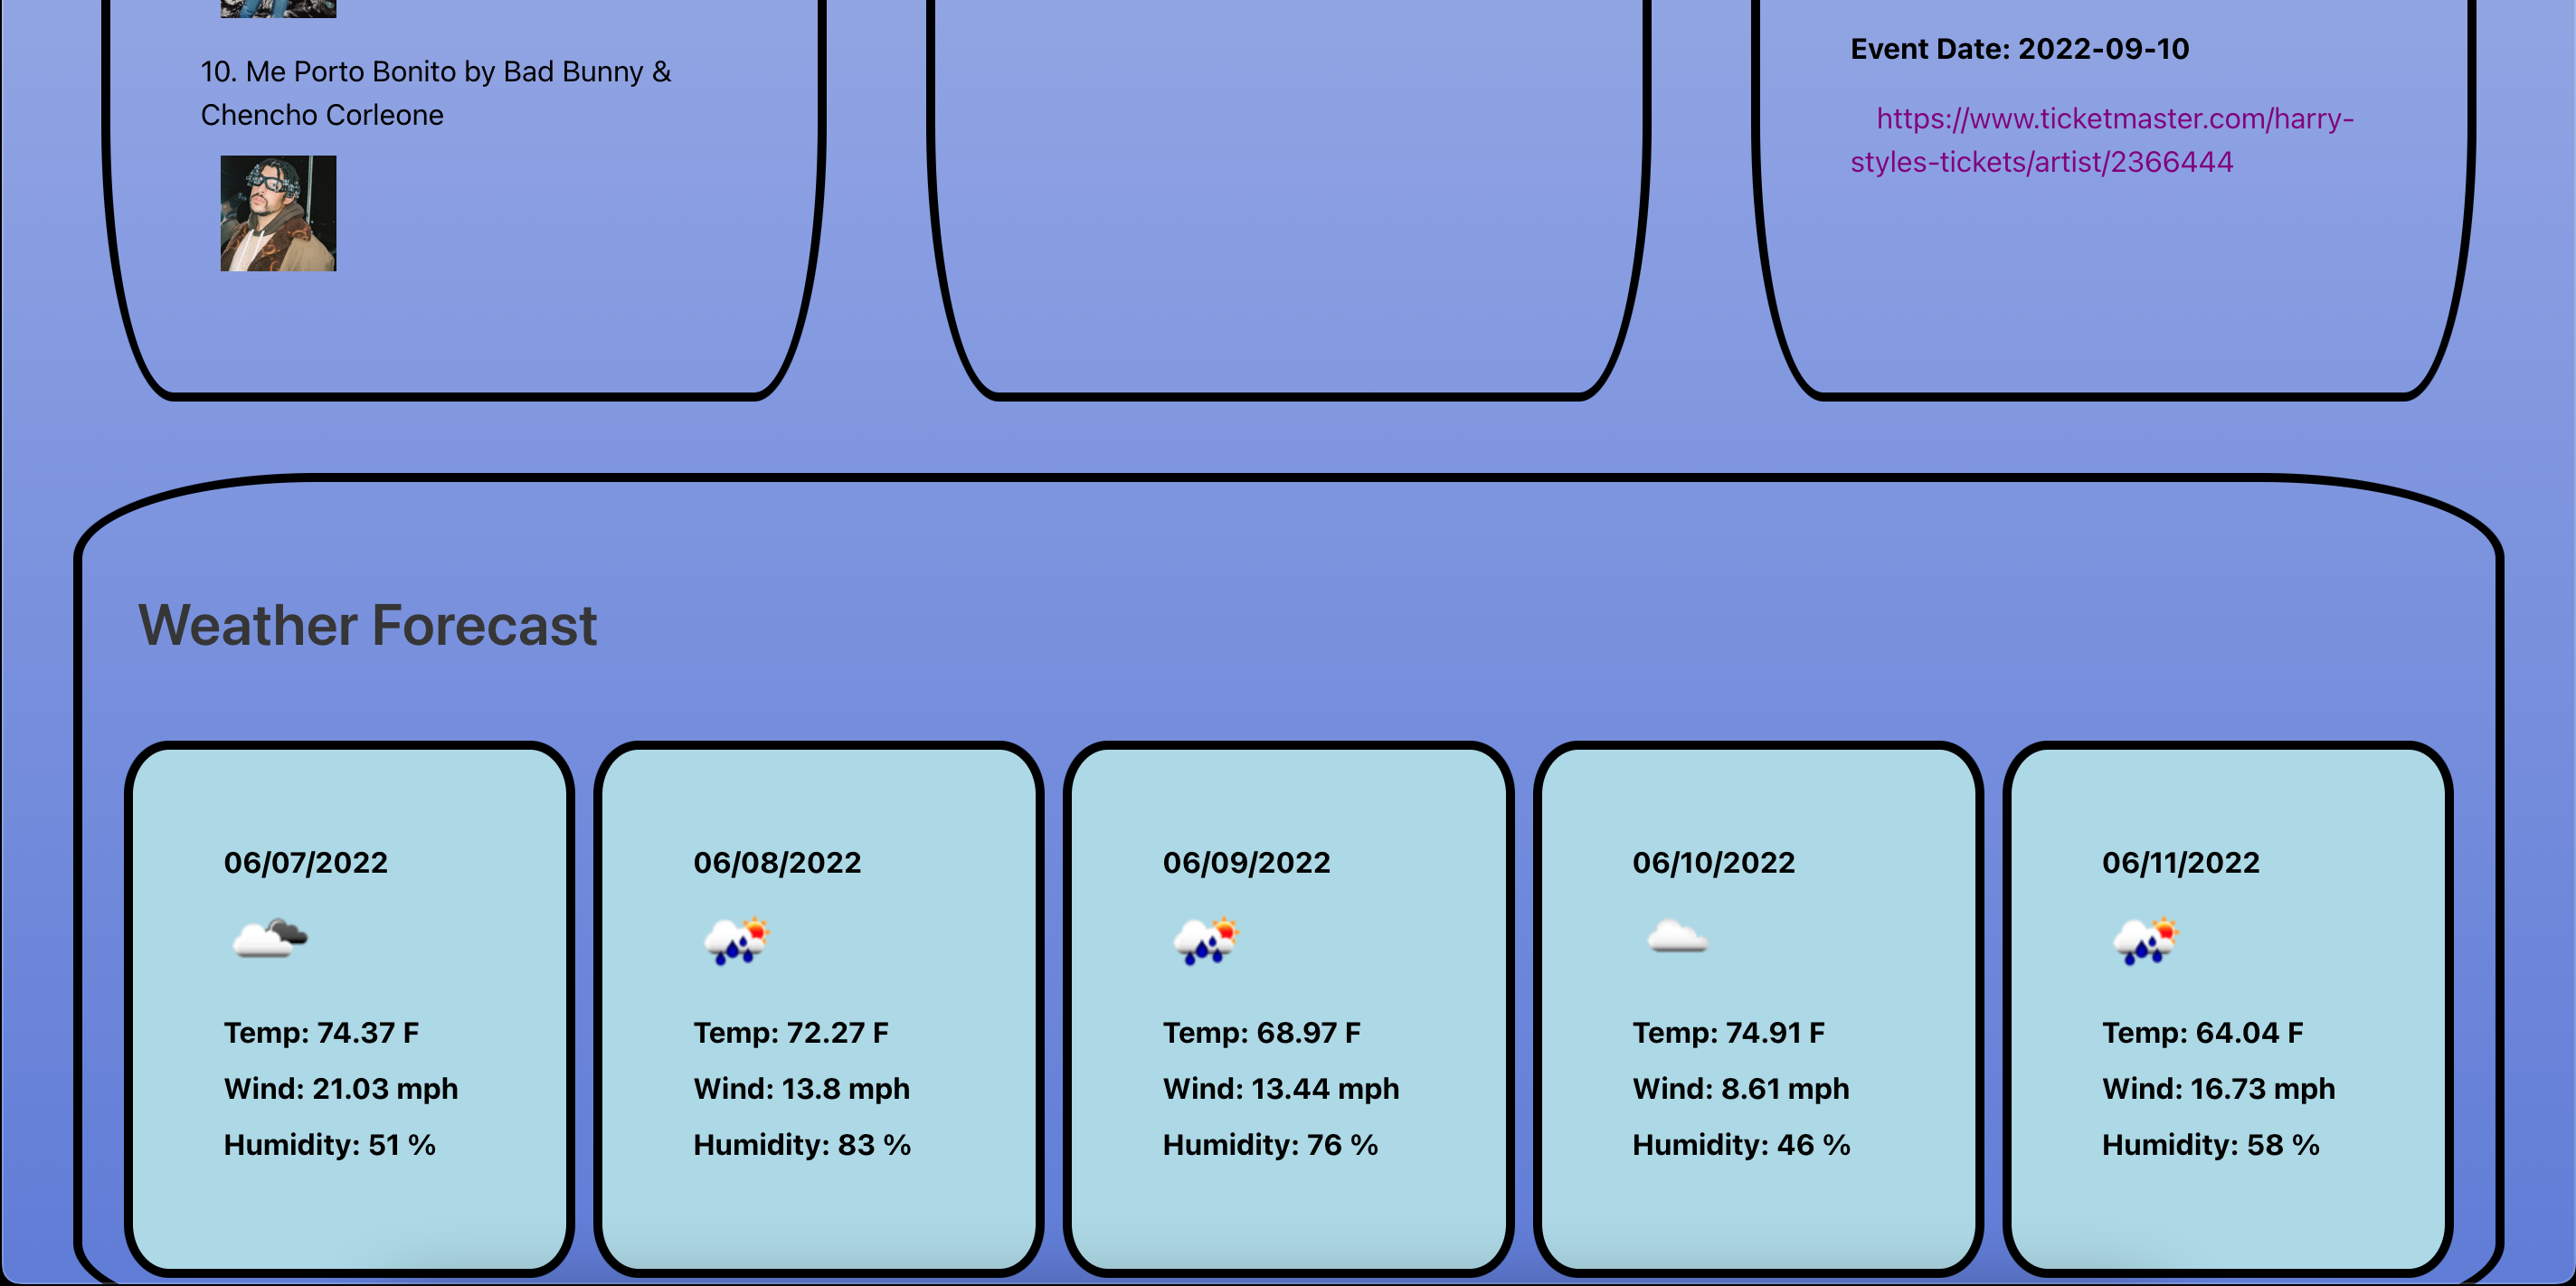 10. Me Porto Bonito by Bad Bunny &
Chencho Corleone
Event Date: 2022-09-10
https://www.ticketmaster.com/harry-
styles-tickets/artist/2366444
Weather Forecast
06/07/2022
Temp: 74.37 F
Wind: 21.03 mph
Humidity: 51 %
06/08/2022
Temp: 72.27 F
Wind: 13.8 mph
Humidity: 83 %
06/09/2022
Temp: 68.97 F
Wind: 13.44 mph
Humidity: 76 %
06/10/2022
Temp: 74.91 F
Wind: 8.61 mph
Humidity: 46 %
06/11/2022
Temp: 64.04 F
Wind: 16.73 mph
Humidity: 58 %